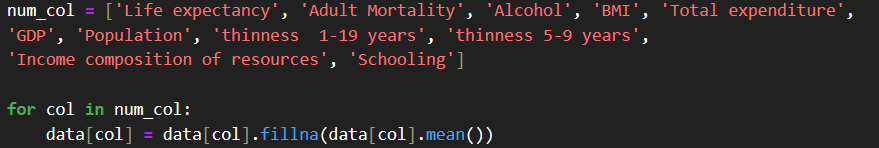 num_col = ['Life expectancy', 'Adult Mortality', 'Alcohol', 'BMI', 'Total expenditure',
'GDP', 'Population', 'thinness  1-19 years', 'thinness 5-9 years',
'Income composition of resources', 'Schooling']

for col in num_col:
    data[col] = data[col].fillna(data[col].mean())